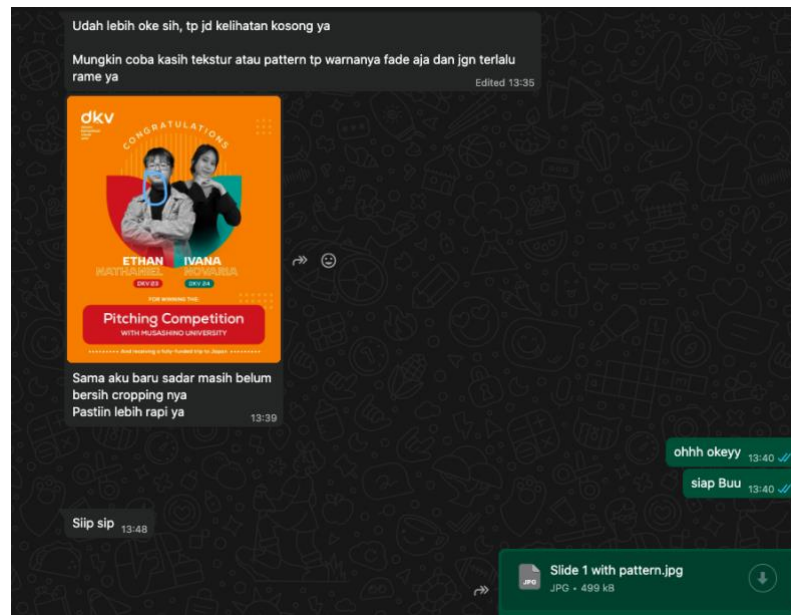 Udah lebih oke sih, tp jd kelihatan kosong ya
Mungkin coba kasih tekstur atau pattern tp warnanya fade aja dan jgn terlalu
rame ya
Edited 13:35
dkv
CONGRATULATIONS
ETHAN IVANA
NATHANIEL NOVARIA
DKV 23 DKV 24
FOR WINNING THE:
Pitching Competition
WITH MUSASHINO UNIVERSITY
And receiving a fully-funded trip to Japan
Sama aku baru sadar masih belum
bersih cropping nya
Pastiin lebih rapi ya
13:39
ohhh okeyy 13:40
siap Buu 13:40
Siip sip 13:48
Slide 1 with pattern.jpg
JPG JPG • 499 kB